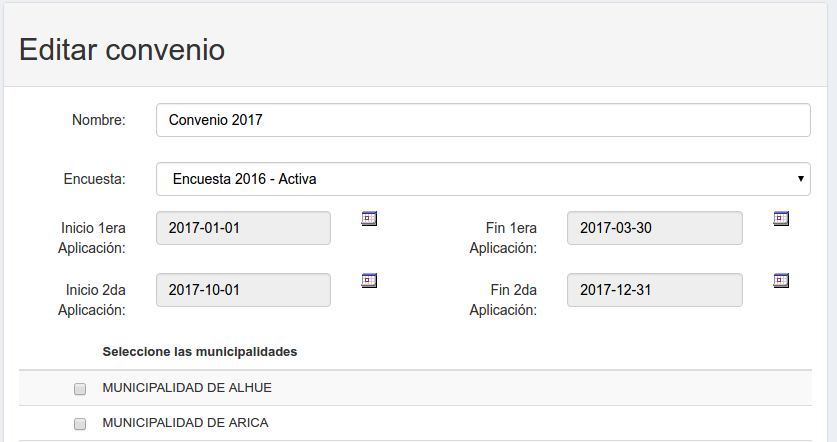 Editar convenio
Nombre: Convenio 2017
Encuesta: Encuesta 2016 - Activa
Inicio 1era Aplicación: 2017-01-01 Fin 1era Aplicación: 2017-03-30
Inicio 2da Aplicación: 2017-10-01 Fin 2da Aplicación: 2017-12-31
Seleccione las municipalidades
MUNICIPALIDAD DE ALHUE
MUNICIPALIDAD DE ARICA